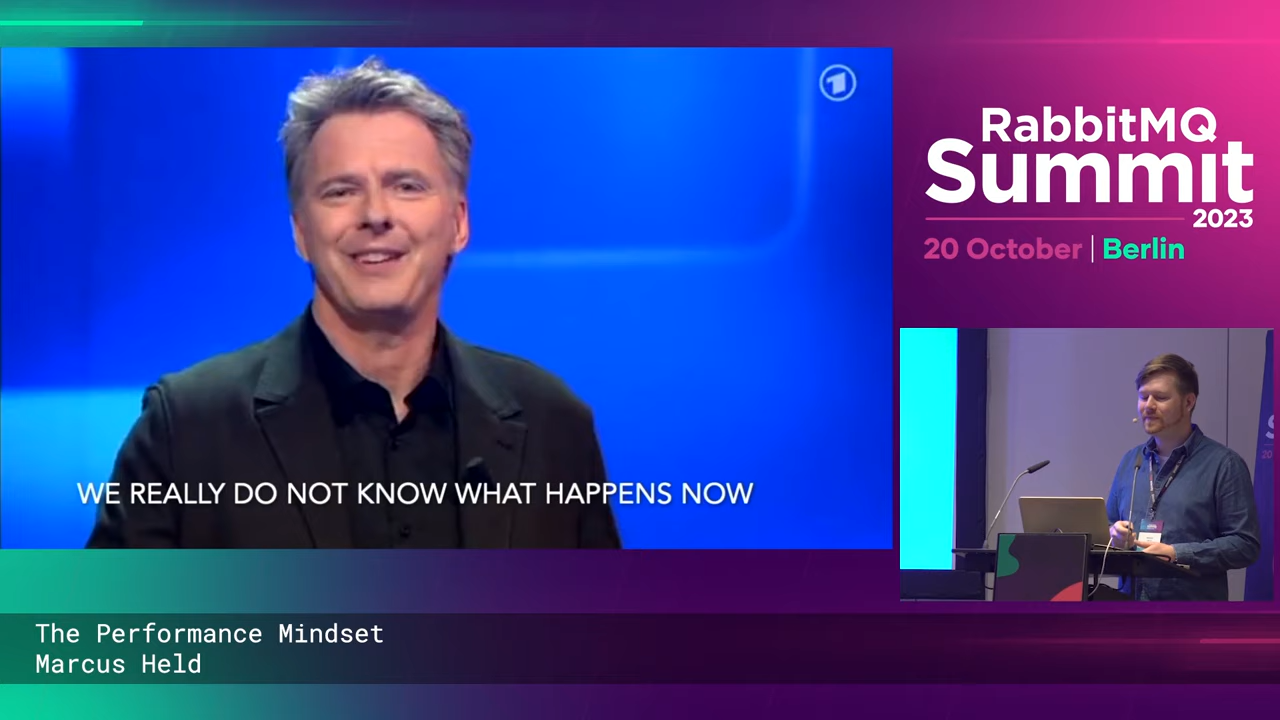 RabbitMQ
Summit
2023
20 October | Berlin
WE REALLY DO NOT KNOW WHAT HAPPENS NOW
The Performance Mindset
Marcus Held